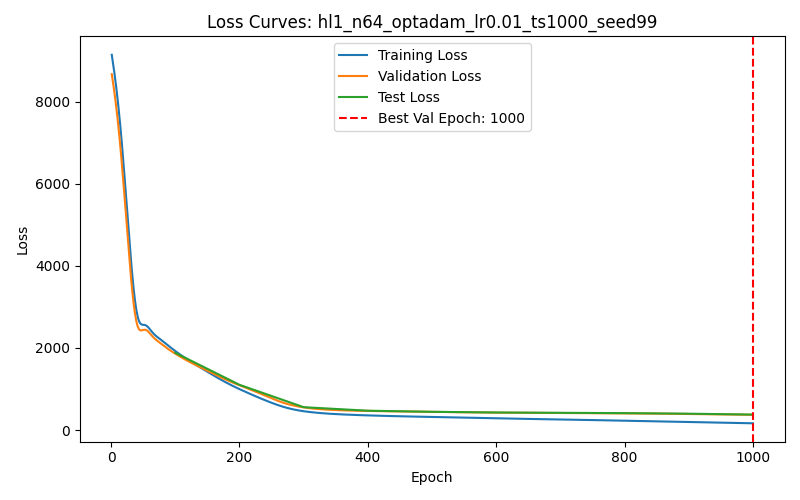 Loss Curves: hl1_n64_optadam_lr0.01_ts1000_seed99
Training Loss
Validation Loss
Test Loss
Best Val Epoch: 1000
Loss
8000
6000
4000
2000
0
0 200 400 600 800 1000
Epoch